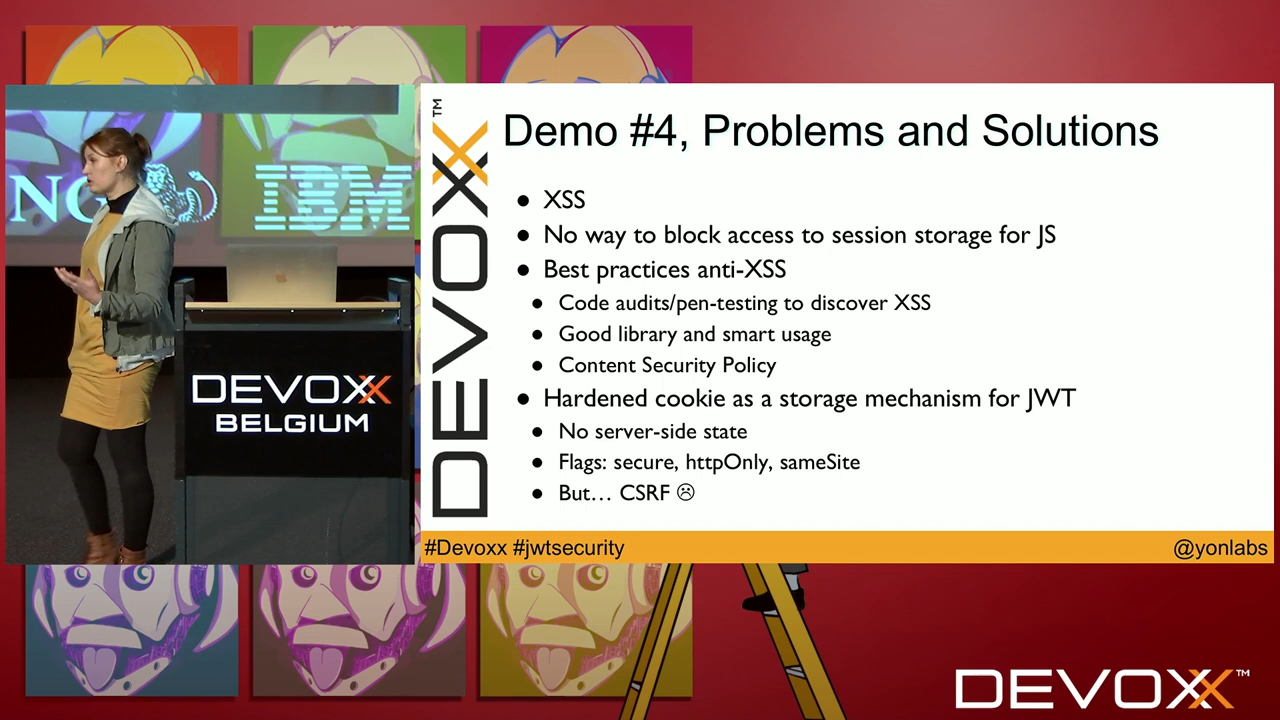 NG
IBM
DEVOXX
BELGIUM
DEVOXX™
Demo #4, Problems and Solutions
● XSS
● No way to block access to session storage for JS
● Best practices anti-XSS
● Code audits/pen-testing to discover XSS
● Good library and smart usage
● Content Security Policy
● Hardened cookie as a storage mechanism for JWT
● No server-side state
● Flags: secure, httpOnly, sameSite
● But... CSRF ☹
#Devoxx #jwtsecurity
@yonlabs
DEVOXX™